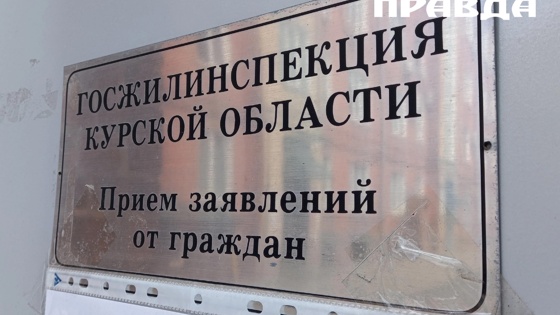 ПРАВДА
ГОСЖИЛИНСПЕКЦИЯ
КУРСКОЙ ОБЛАСТИ
Прием заявлений
от граждан